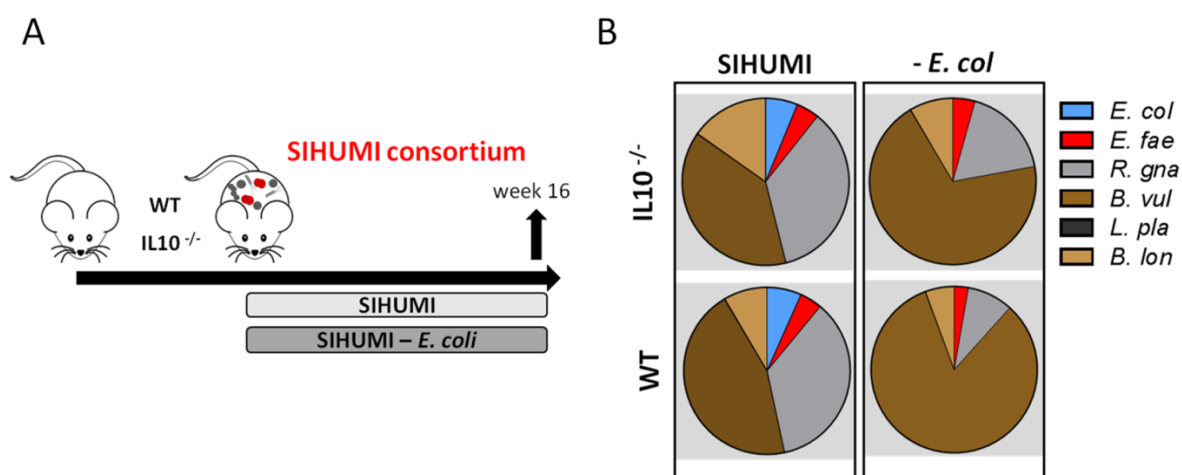 A
SIHUMI consortium
week 16
WT
IL10 -/-
SIHUMI
SIHUMI – E. coli
B
SIHUMI
- E. col
IL10 -/-
WT
E. col
E. fae
R. gna
B. vul
L. pla
B. lon